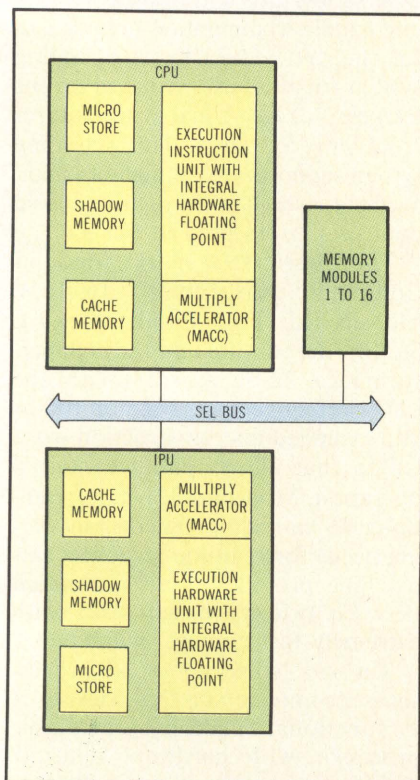 CPU
MICRO
STORE
SHADOW
MEMORY
CACHE
MEMORY
EXECUTION
INSTRUCTION
UNIT WITH
INTEGRAL
HARDWARE
FLOATING
POINT
MULTIPLY
ACCELERATOR
(MACC)
MEMORY
MODULES
1 TO 16
SEL BUS
IPU
CACHE
MEMORY
SHADOW
MEMORY
MICRO
STORE
MULTIPLY
ACCELERATOR
(MACC)
EXECUTION
HARDWARE
UNIT WITH
INTEGRAL
HARDWARE
FLOATING
POINT